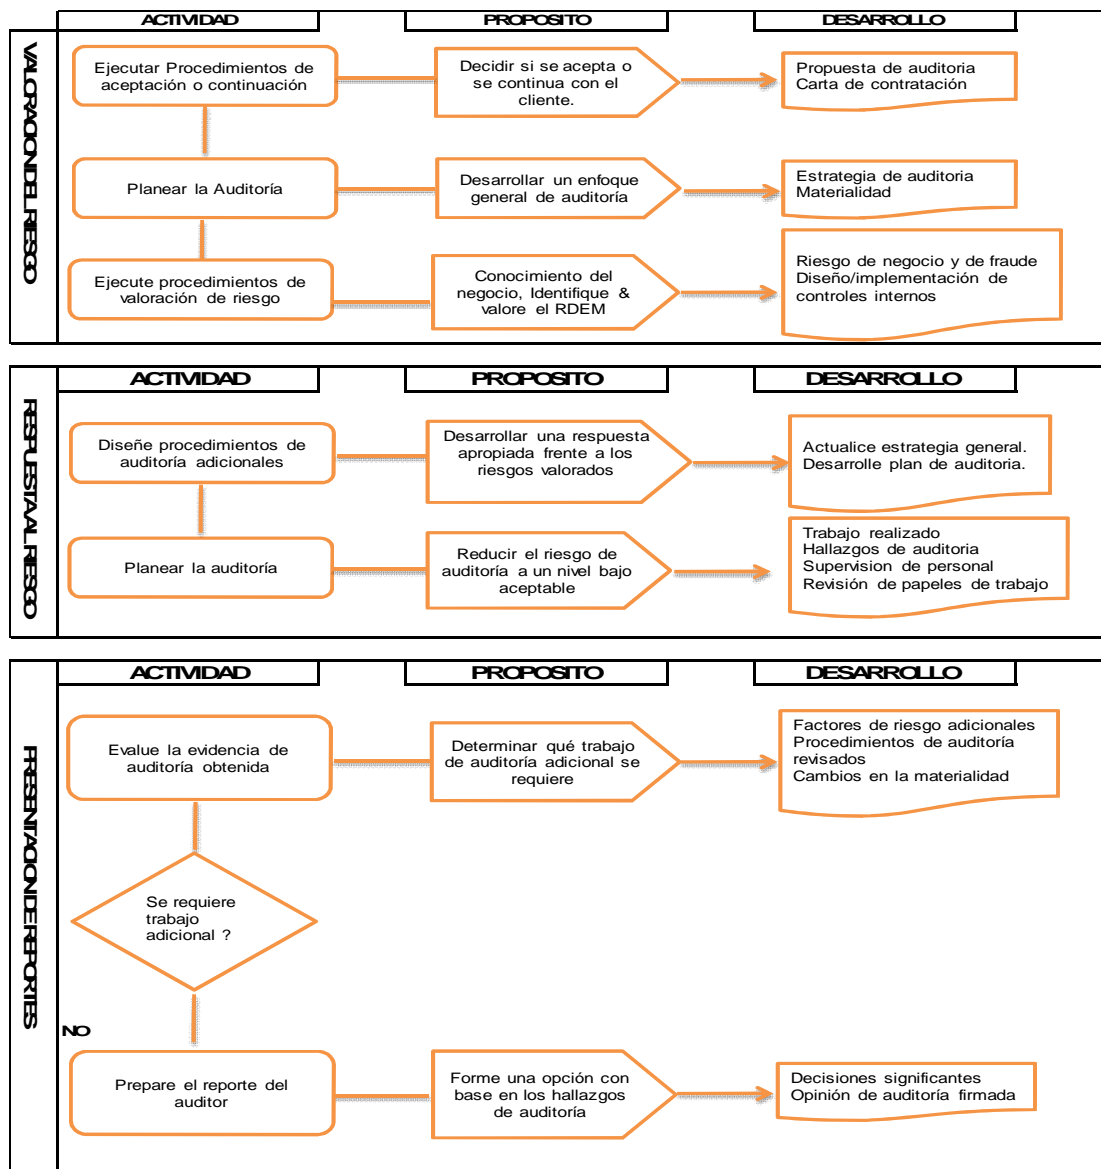 ACTIVIDAD
PROPOSITO
DESARROLLO
VALORACION DEL RIESGO
Ejecutar Procedimientos de
aceptación o continuación
Decidir si se acepta o
se continua con el
cliente.
Propuesta de auditoria
Carta de contratación
Planear la Auditoría
Desarrollar un enfoque
general de auditoría
Estrategia de auditoria
Materialidad
Ejecute procedimientos de
valoración de riesgo
Conocimiento del
negocio, Identifique &
valore el RDEM
Riesgo de negocio y de fraude
Diseño/implementación de
controles internos
ACTIVIDAD
PROPOSITO
DESARROLLO
RESPUESTA AL RIESGO
Diseñe procedimientos de
auditoría adicionales
Desarrollar una respuesta
apropiada frente a los
riesgos valorados
Actualice estrategia general.
Desarrolle plan de auditoria.
Planear la auditoría
Reducir el riesgo de
auditoría a un nivel bajo
aceptable
Trabajo realizado
Hallazgos de auditoria
Supervision de personal
Revisión de papeles de trabajo
ACTIVIDAD
PROPOSITO
DESARROLLO
PRESENTACION DE REPORTES
Evalue la evidencia de
auditoría obtenida
Determinar qué trabajo
de auditoría adicional se
requiere
Factores de riesgo adicionales
Procedimientos de auditoría
revisados
Cambios en la materialidad
Se requiere
trabajo
adicional ?
NO
Prepare el reporte del
auditor
Forme una opción con
base en los hallazgos
de auditoría
Decisiones significantes
Opinión de auditoría firmada